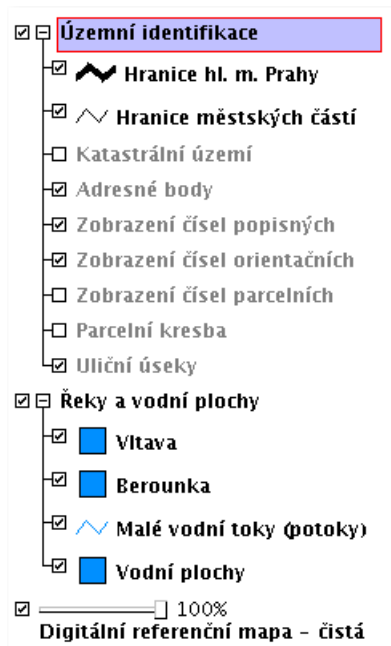 Územní identifikace
Hranice hl. m. Prahy
Hranice městských částí
Katastrální území
Adresné body
Zobrazení čísel popisných
Zobrazení čísel orientačních
Zobrazení čísel parcelních
Parcelní kresba
Uliční úseky
Řeky a vodní plochy
Vltava
Berounka
Malé vodní toky (potoky)
Vodní plochy
100%
Digitální referenční mapa - čistá